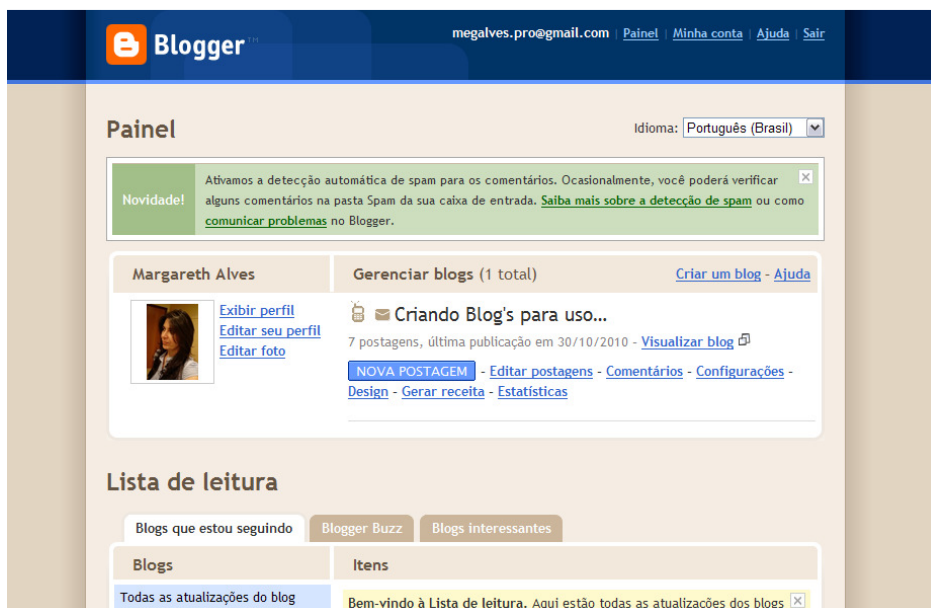 Blogger™
megalves.pro@gmail.com | Painel | Minha conta | Ajuda | Sair
Painel
Idioma: Português (Brasil)
Novidade!
Ativamos a detecção automática de spam para os comentários. Ocasionalmente, você poderá verificar
alguns comentários na pasta Spam da sua caixa de entrada. Saiba mais sobre a detecção de spam ou como
comunicar problemas no Blogger.
Margareth Alves
Exibir perfil
Editar seu perfil
Editar foto
Gerenciar blogs (1 total)
Criar um blog - Ajuda
Criando Blog's para uso...
7 postagens, última publicação em 30/10/2010 - Visualizar blog
NOVA POSTAGEM - Editar postagens - Comentários - Configurações -
Design - Gerar receita - Estatísticas
Lista de leitura
Blogs que estou seguindo
Blogger Buzz
Blogs interessantes
Blogs
Todas as atualizações do blog
Itens
Bem-vindo à Lista de leitura. Aqui estão todas as atualizações dos blogs